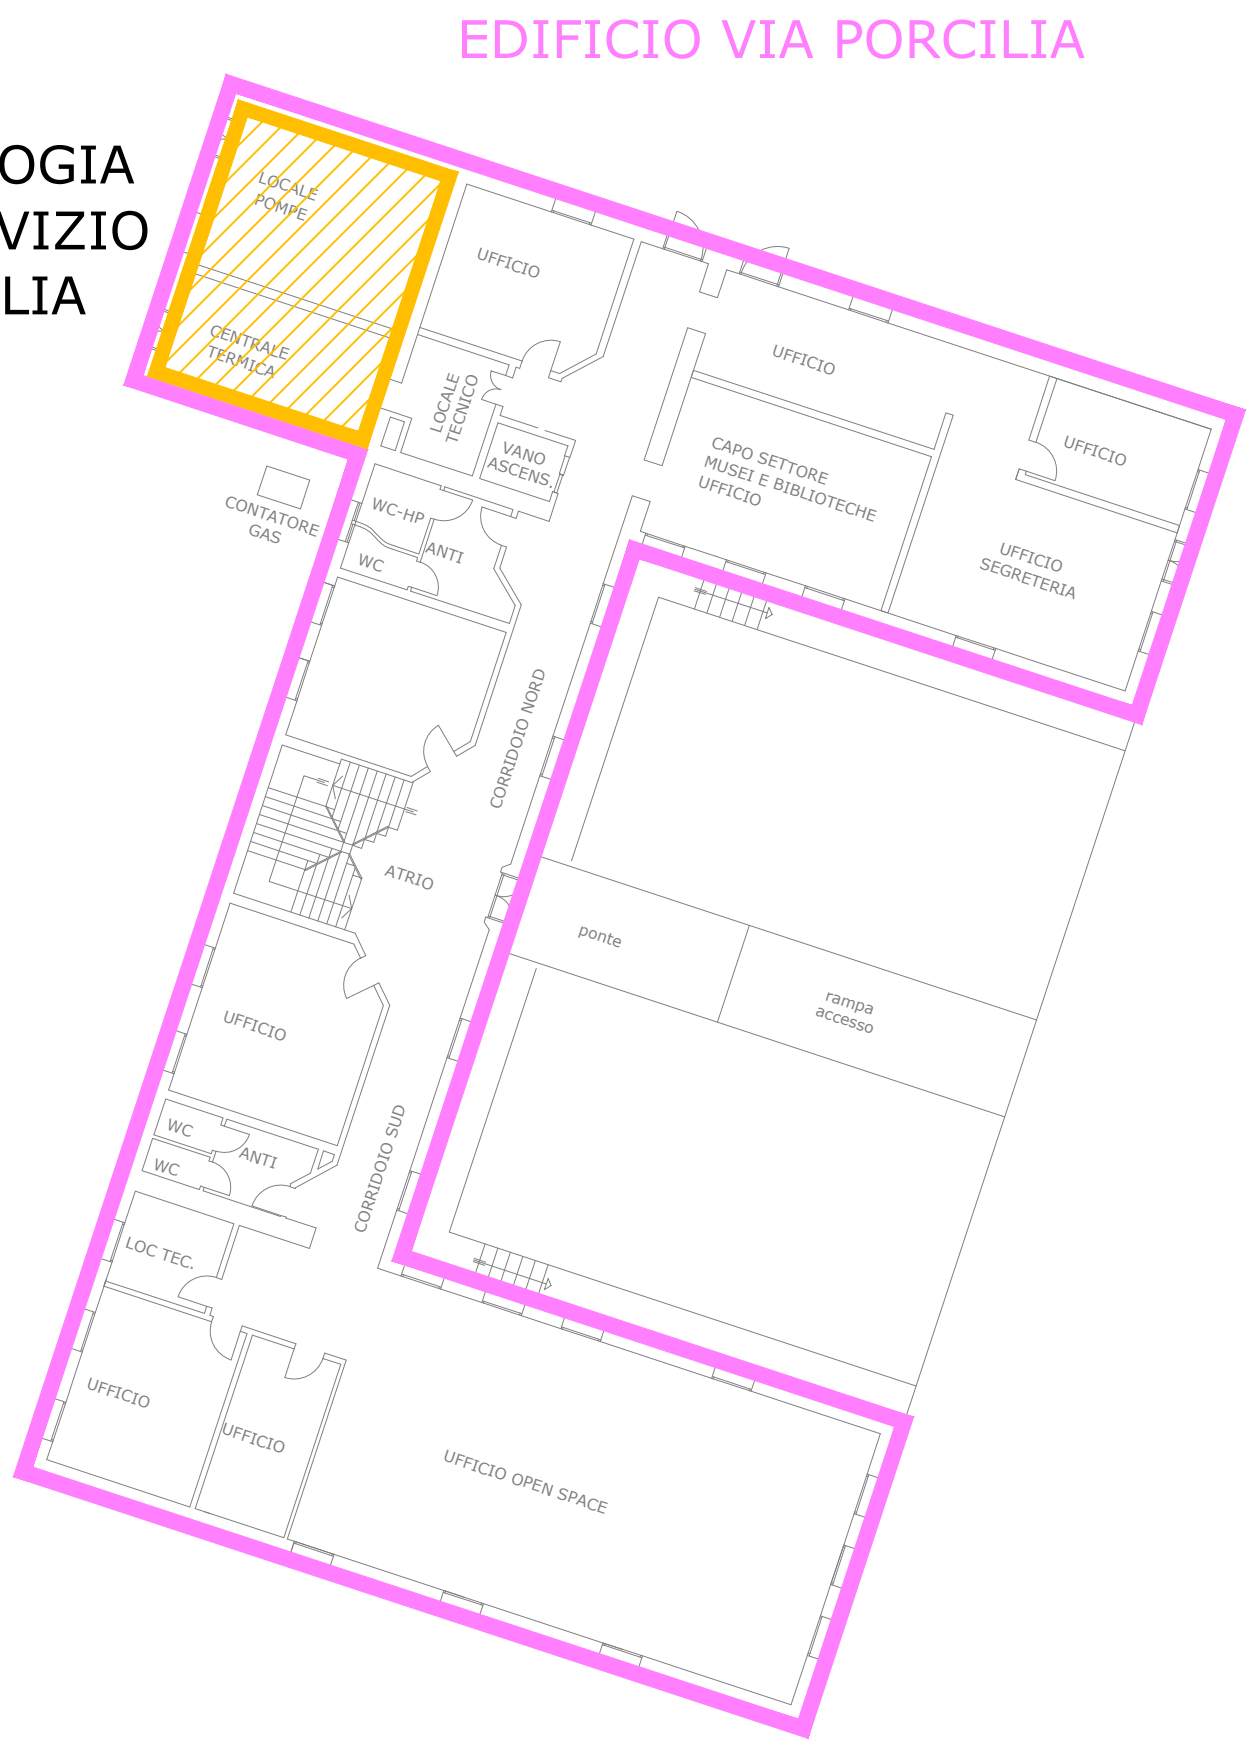 EDIFICIO VIA PORCILIA
OGIA
VIZIO
LIA
LOCALE
POMPE
CENTRALE
TERMICA
UFFICIO
LOCALE
TECNICO
VANO
ASCENS.
UFFICIO
UFFICIO
CAPO SETTORE
MUSEI E BIBLIOTECHE
UFFICIO
UFFICIO
SEGRETERIA
CONTATORE
GAS
WC-HP
ANTI
WC
CORRIDOIO NORD
ATRIO
ponte
rampa
accesso
UFFICIO
WC
ANTI
WC
CORRIDOIO SUD
LOC TEC.
UFFICIO
UFFICIO
UFFICIO OPEN SPACE